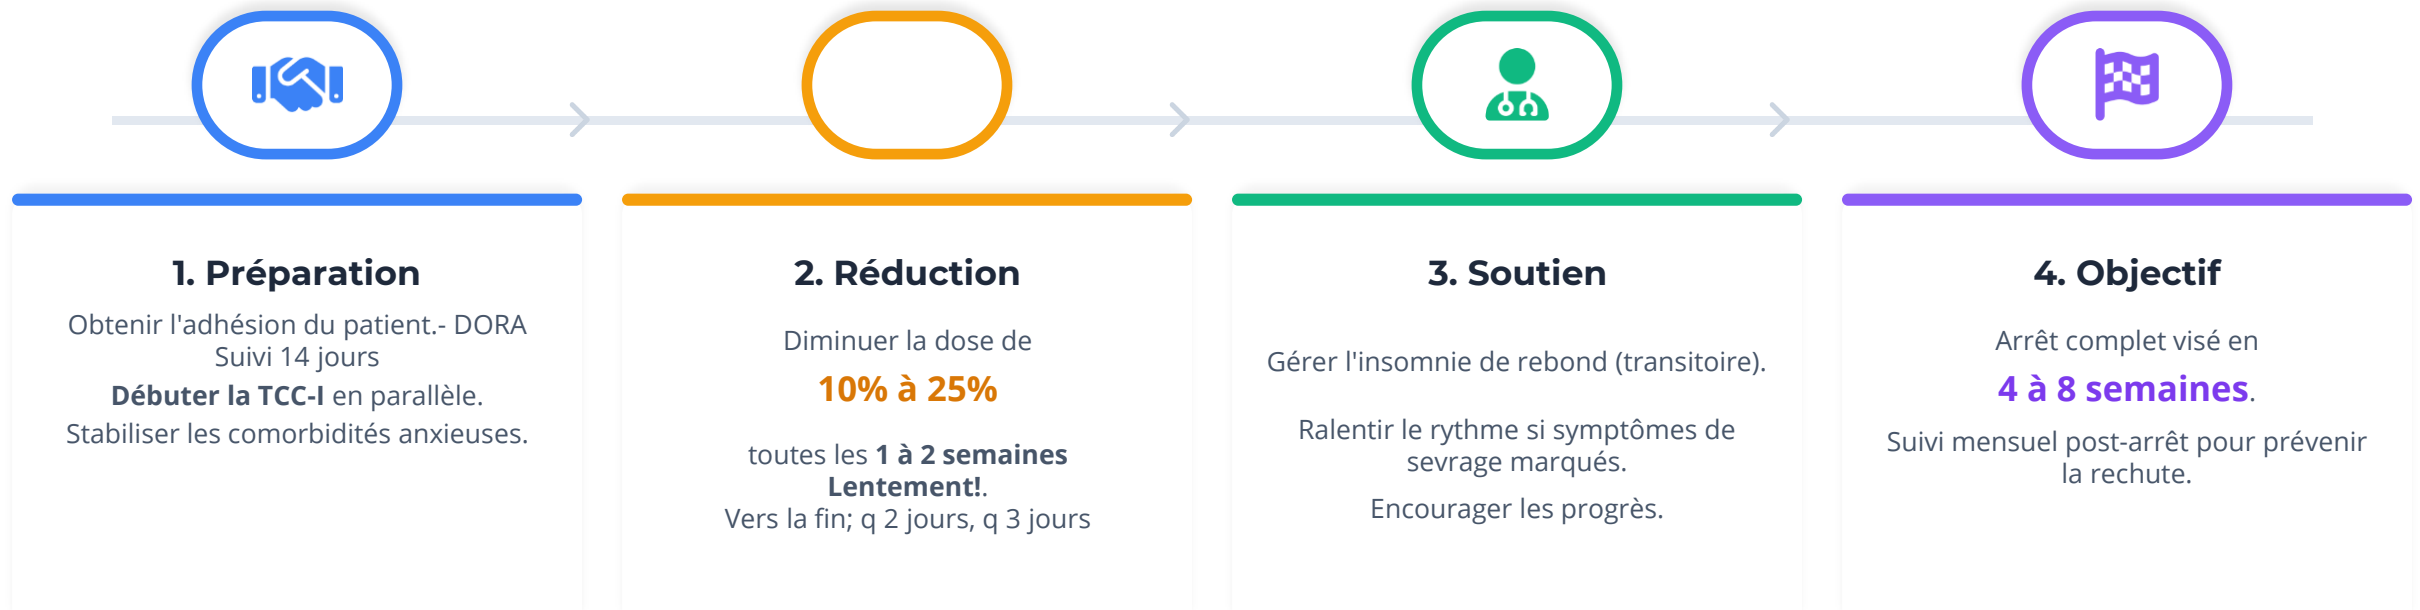 1. Préparation
Obtenir l'adhésion du patient.- DORA
Suivi 14 jours
Débuter la TCC-I en parallèle.
Stabiliser les comorbidités anxieuses.
2. Réduction
Diminuer la dose de
10% à 25%
toutes les 1 à 2 semaines
Lentement!.
Vers la fin; q 2 jours, q 3 jours
3. Soutien
Gérer l'insomnie de rebond (transitoire).
Ralentir le rythme si symptômes de
sevrage marqués.
Encourager les progrès.
4. Objectif
Arrêt complet visé en
4 à 8 semaines.
Suivi mensuel post-arrêt pour prévenir
la rechute.